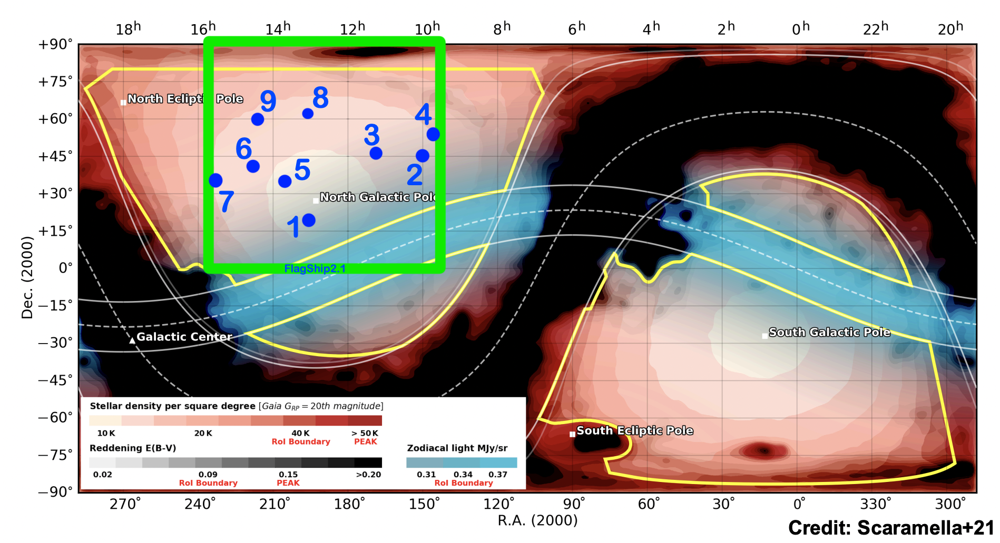 18h 16h 14h 12h 10h 8h 6h 4h 2h 0h 22h 20h
+90°
+75°
+60°
+45°
+30°
+15°
0°
−15°
−30°
−45°
−60°
−75°
−90°
Dec. (2000)
North Ecliptic Pole
9
8
4
3
6
5
2
7
North Galactic Pole
1
FlagShip2.1
Galactic Center
South Galactic Pole
South Ecliptic Pole
Stellar density per square degree [Gaia GRP = 20th magnitude]
10 K 20 K 40 K > 50 K
RoI Boundary PEAK
Reddening E(B-V)
0.02 0.09 0.15 >0.20
RoI Boundary PEAK
Zodiacal light MJy/sr
0.31 0.34 0.37
RoI Boundary
270° 240° 210° 180° 150° 120° 90° 60° 30° 0° 330° 300°
R.A. (2000)
Credit: Scaramella+21